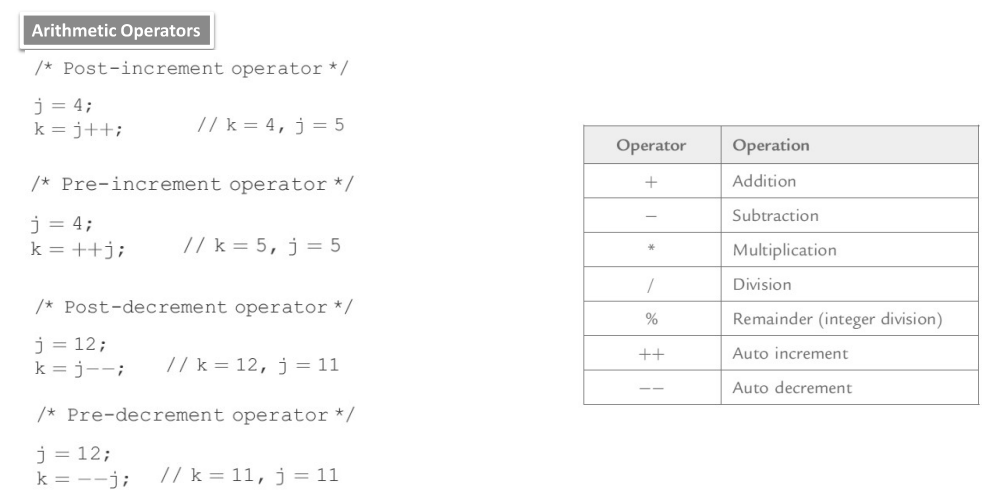 Arithmetic Operators
/* Post-increment operator */
j = 4;
k = j++; // k = 4, j = 5
/* Pre-increment operator */
j = 4;
k = ++j; // k = 5, j = 5
/* Post-decrement operator */
j = 12;
k = j--; // k = 12, j = 11
/* Pre-decrement operator */
j = 12;
k = --j; // k = 11, j = 11
Operator Operation
+ Addition
− Subtraction
* Multiplication
/ Division
% Remainder (integer division)
++ Auto increment
-- Auto decrement